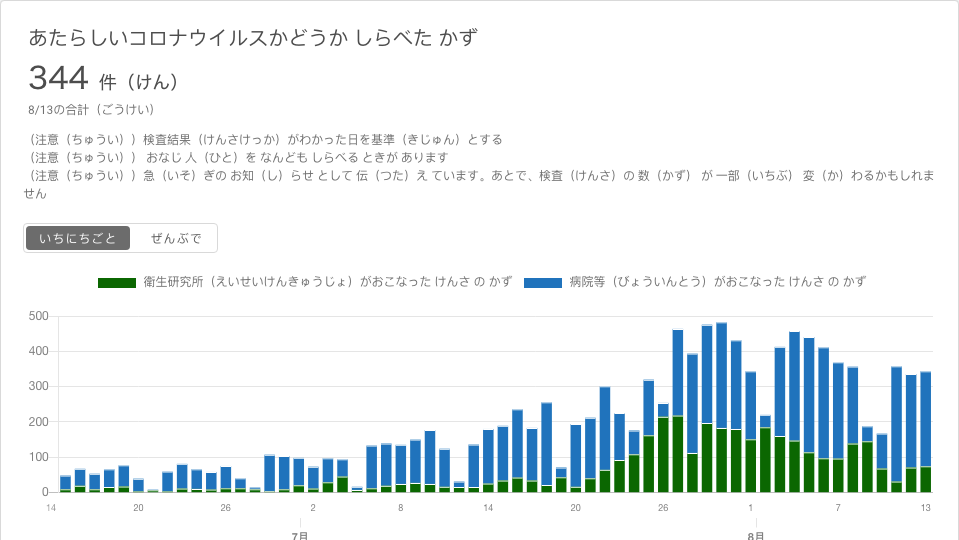 あたらしいコロナウイルスかどうか しらべた かず
344 件（けん）
8/13の合計（ごうけい）
（注意（ちゅうい））検査結果（けんさけっか）がわかった日を基準（きじゅん）とする
（注意（ちゅうい）） おなじ 人（ひと）を なんども しらべる ときが あります
（注意（ちゅうい））急（いそ）ぎの お知（し）らせ として 伝（つた）え ています。あとで、検査（けんさ）の 数（かず） が 一部（いちぶ） 変（か）わるかもしれま
せん
いちにちごと ぜんぶで
衛生研究所（えいせいけんきゅうじょ）がおこなった けんさ の かず 病院等（びょういんとう）がおこなった けんさ の かず
500
400
300
200
100
0
14 20 26 2 8 14 20 26 1 7 13
7月 8月